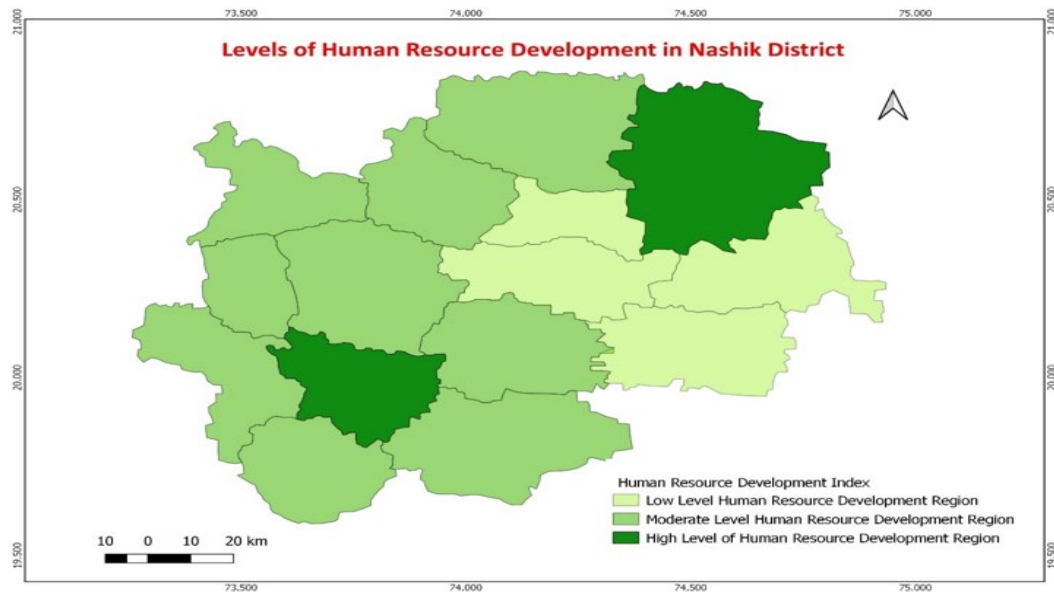 73.500 74.000 74.500 75.000
21.000 21.000
Levels of Human Resource Development in Nashik District
20.500 20.500
20.000 20.000
Human Resource Development Index
Low Level Human Resource Development Region
Moderate Level Human Resource Development Region
High Level of Human Resource Development Region
10 0 10 20 km
19.500 19.500
73.500 74.000 74.500 75.000